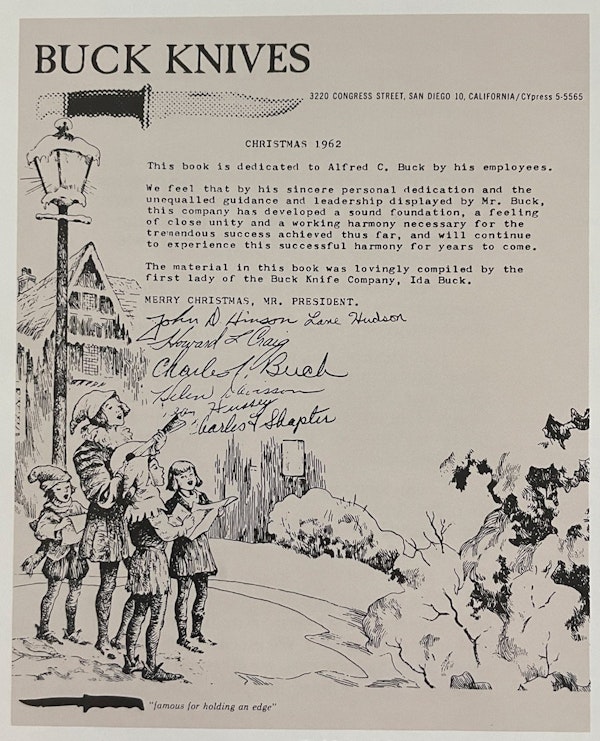 BUCK KNIVES
3220 CONGRESS STREET, SAN DIEGO 10, CALIFORNIA/CYpress 5-5565
CHRISTMAS 1962
This book is dedicated to Alfred C. Buck by his employees.
We feel that by his sincere personal dedication and the
unequalled guidance and leadership displayed by Mr. Buck,
this company has developed a sound foundation, a feeling
of close unity and a working harmony necessary for the
tremandous success achieved thus far, and will continue
to experience this successful harmony for years to come.
The material in this book was lovingly compiled by the
first lady of the Buck Knife Company, Ida Buck.
MERRY CHRISTMAS, MR. PRESIDENT.
John D. Hinson Lane Hudson
Howard L Craig
Charles T. Buck
Helen
Hussey
Charles L Shapter
"famous for holding an edge"